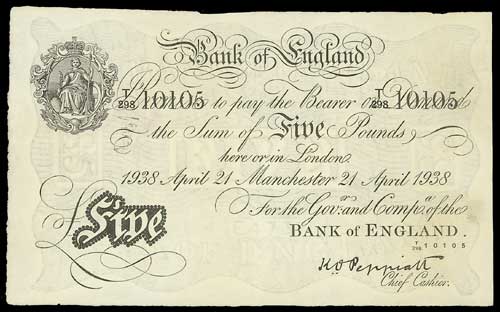 Bank of England
T/298 10105 T/298 10105
Promise to pay the Bearer on Demand
the Sum of Five Pounds
here or in London
1938 April 21 Manchester 21 April 1938
For the Govr. and Compa. of the
Five
BANK OF ENGLAND.
T/298 10105
K O Peppiatt
Chief Cashier.